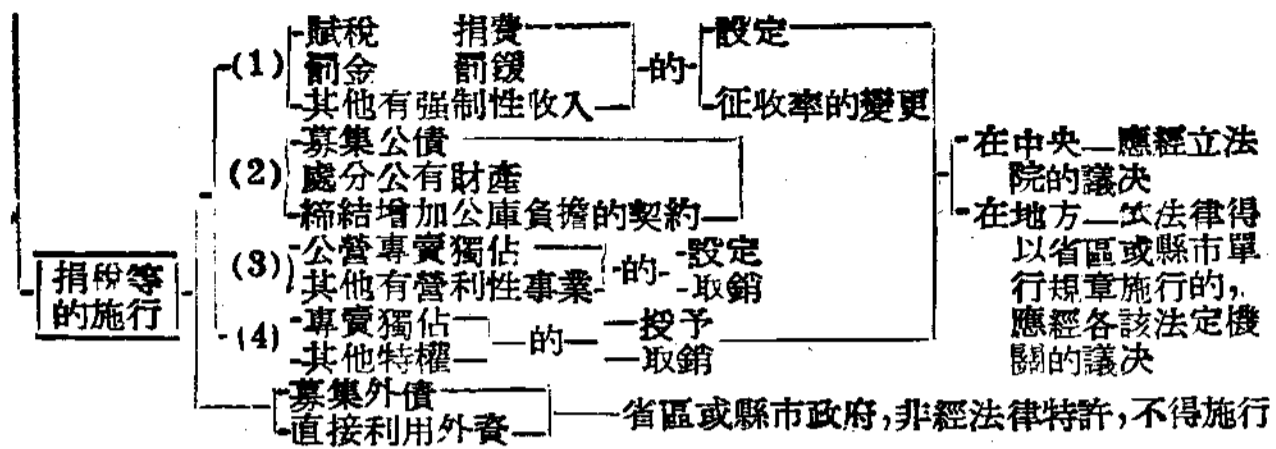 捐稅等
的施行
(1)
賦稅 捐費
罰金 罰鍰
其他有强制性收入
的
設定
征收率的變更
(2)
募集公債
處分公有財產
締結增加公庫負擔的契約
(3)
公營專賣獨佔
其他有營利性事業
的
設定
取銷
(4)
專賣獨佔
其他特權
的
授予
取銷
在中央—應經立法
院的議决
在地方—法律得
以省區或縣市單
行規章施行的,
應經各該法定機
關的議决
募集外債
直接利用外資
省區或縣市政府,非經法律特許,不得施行